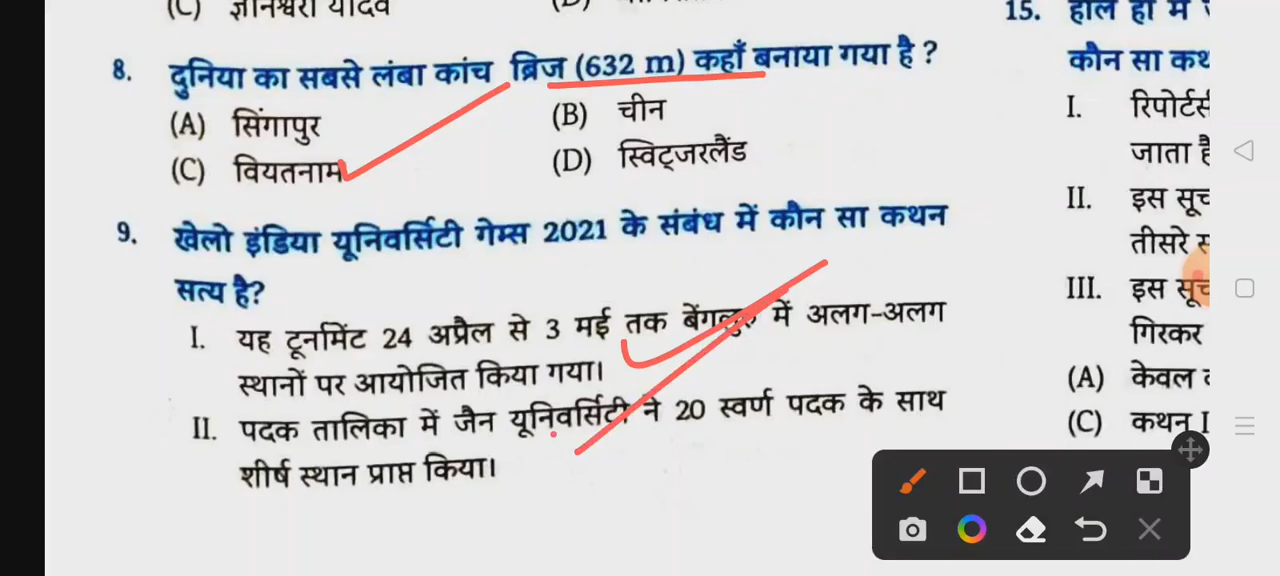 (C) ज्ञानेश्वरी यादव
15. हाल ही में
8. दुनिया का सबसे लंबा कांच ब्रिज (632 m) कहाँ बनाया गया है ?
(A) सिंगापुर (B) चीन
(C) वियतनाम (D) स्विट्जरलैंड
9. खेलो इंडिया यूनिवर्सिटी गेम्स 2021 के संबंध में कौन सा कथन
सत्य है?
I. यह टूर्नामेंट 24 अप्रैल से 3 मई तक बेंगलुरु में अलग-अलग
स्थानों पर आयोजित किया गया।
II. पदक तालिका में जैन यूनिवर्सिटी ने 20 स्वर्ण पदक के साथ
शीर्ष स्थान प्राप्त किया।
कौन सा कथ
I. रिपोर्टर्स
जाता है
II. इस सूच
तीसरे स
III. इस सूच
गिरकर
(A) केवल
(C) कथन I